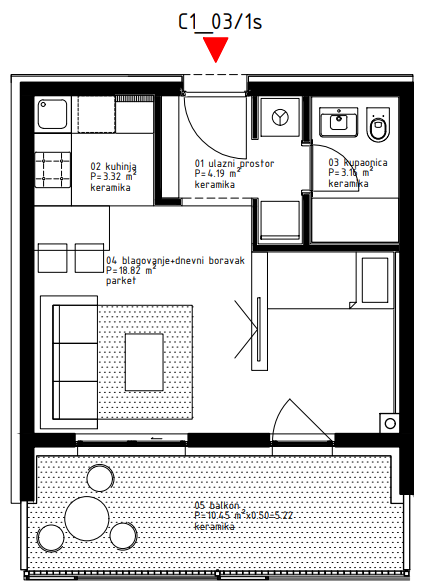 C1_03/1s
01 ulazni prostor
P=4.19 m²
keramika
02 kuhinja
P=3.32 m²
keramika
03 kupaonica
P=3.16 m²
keramika
04 blagovanje+dnevni boravak
P=18.82 m²
parket
05 balkon
P=10.45 m²x0.50=5.22
keramika